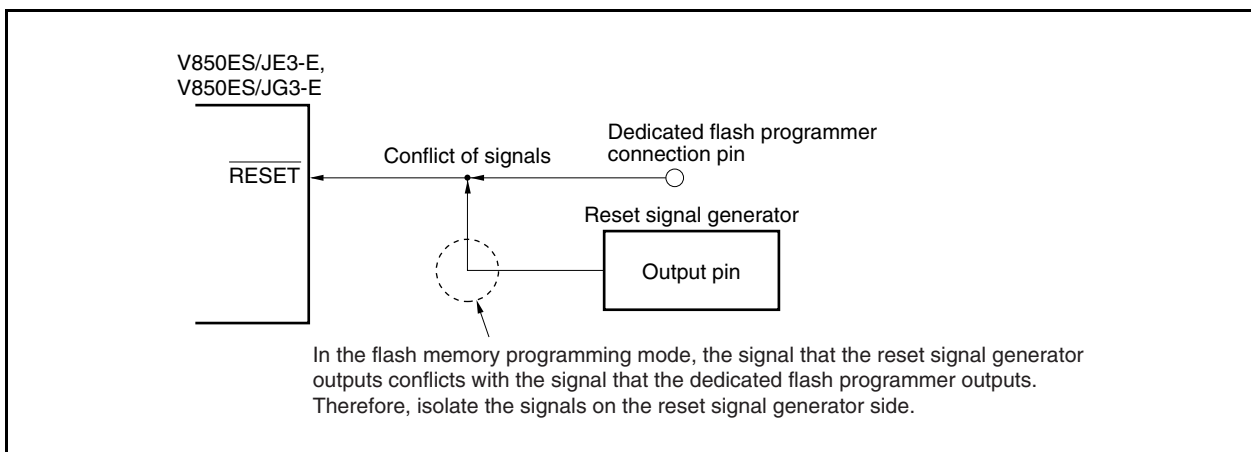 V850ES/JE3-E,
V850ES/JG3-E
Dedicated flash programmer
connection pin
Conflict of signals
RESET
Reset signal generator
Output pin
In the flash memory programming mode, the signal that the reset signal generator
outputs conflicts with the signal that the dedicated flash programmer outputs.
Therefore, isolate the signals on the reset signal generator side.